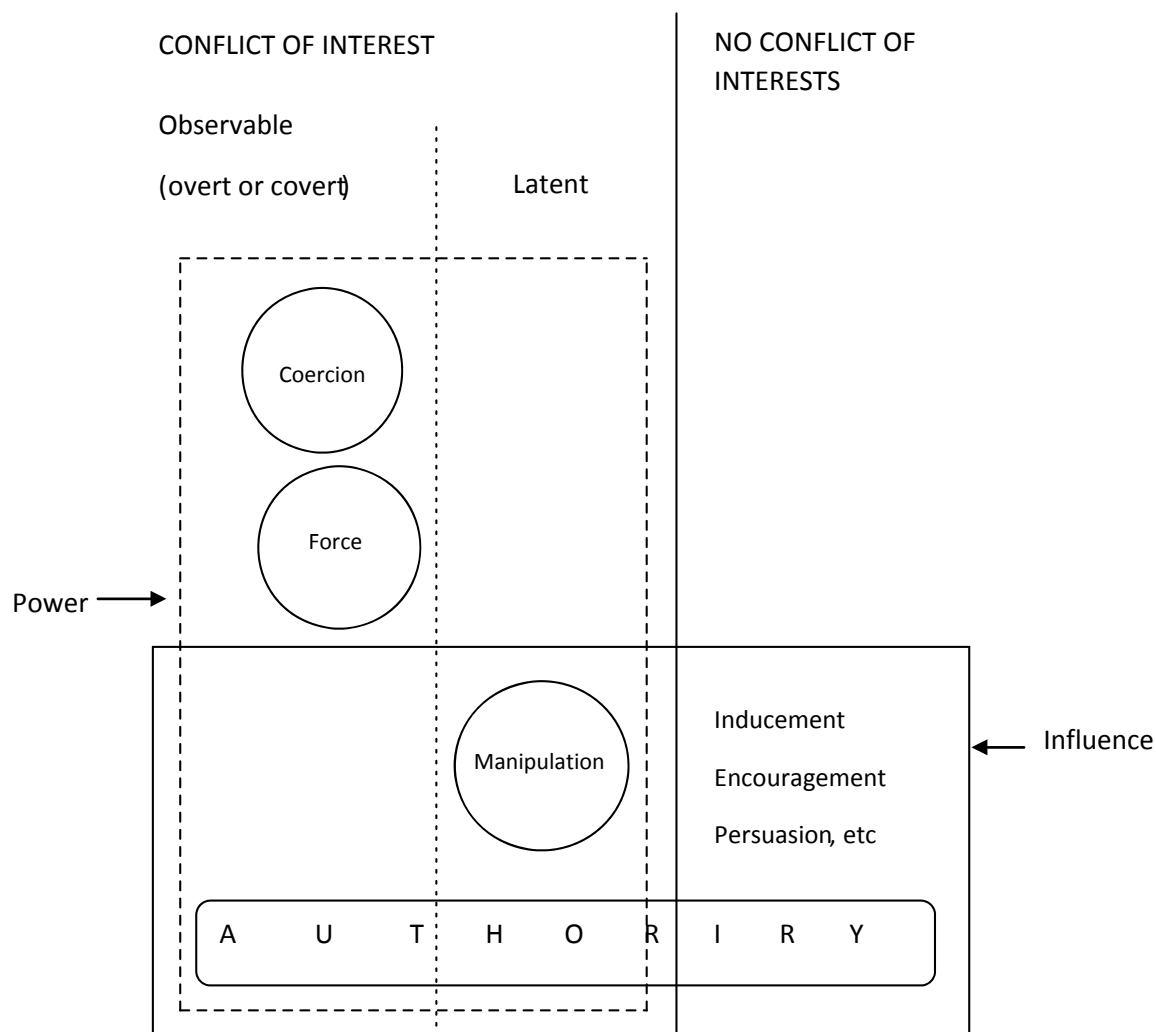 CONFLICT OF INTEREST
NO CONFLICT OF
INTERESTS
Observable
(overt or covert)
Latent
Coercion
Force
Power
Manipulation
Inducement
Encouragement
Persuasion, etc
Influence
A U T H O R I R Y